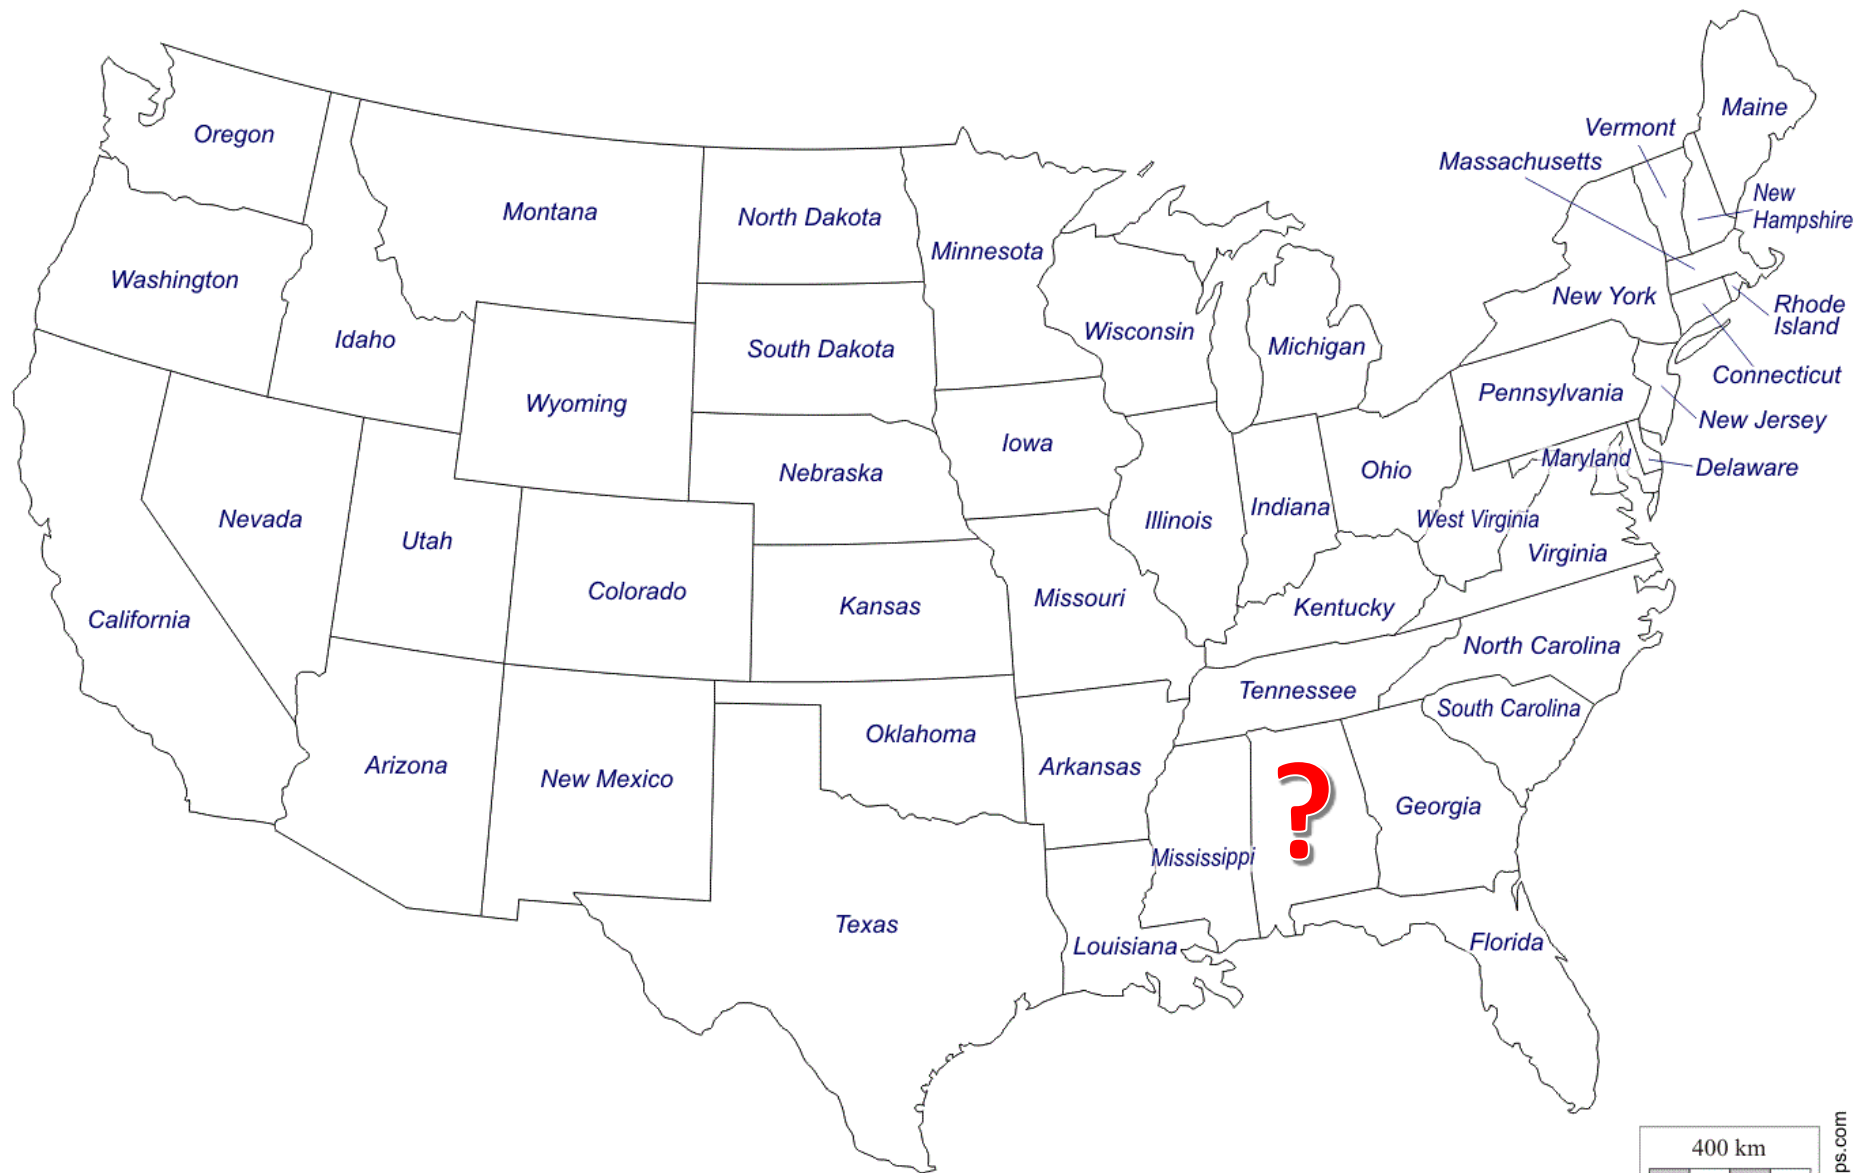 Maine
Vermont
Oregon
Massachusetts
New
Hampshire
Montana
North Dakota
Minnesota
Washington
New York
Rhode
Island
Idaho
South Dakota
Wisconsin
Michigan
Connecticut
Wyoming
Pennsylvania
New Jersey
Iowa
Nebraska
Ohio
Maryland
Delaware
Nevada
Utah
Illinois
Indiana
West Virginia
Virginia
Colorado
Kansas
Missouri
Kentucky
California
North Carolina
Tennessee
South Carolina
Oklahoma
Arizona
New Mexico
Arkansas
?
Georgia
Mississippi
Texas
Louisiana
Florida
400 km
ps.com